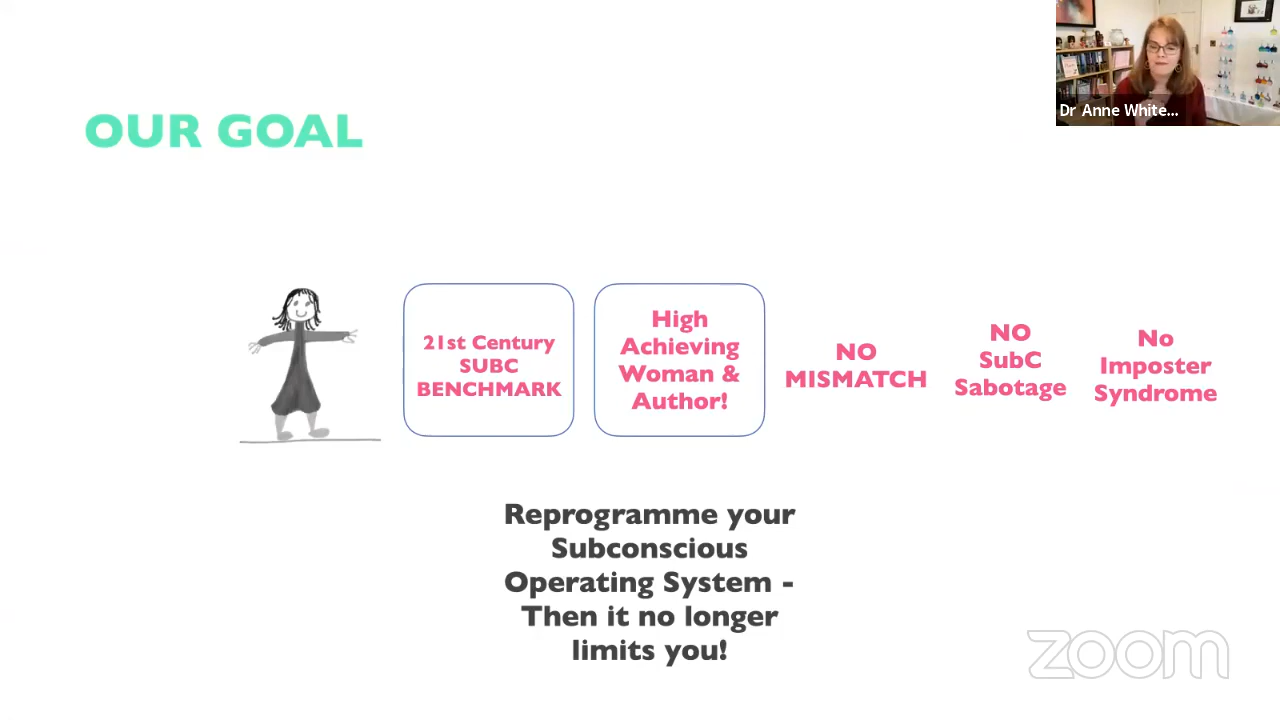 Dr Anne White...
OUR GOAL
21st Century
SUBC
BENCHMARK
High
Achieving
Woman &
Author!
NO
MISMATCH
NO
SubC
Sabotage
No
Imposter
Syndrome
Reprogramme your
Subconscious
Operating System -
Then it no longer
limits you!
zoom